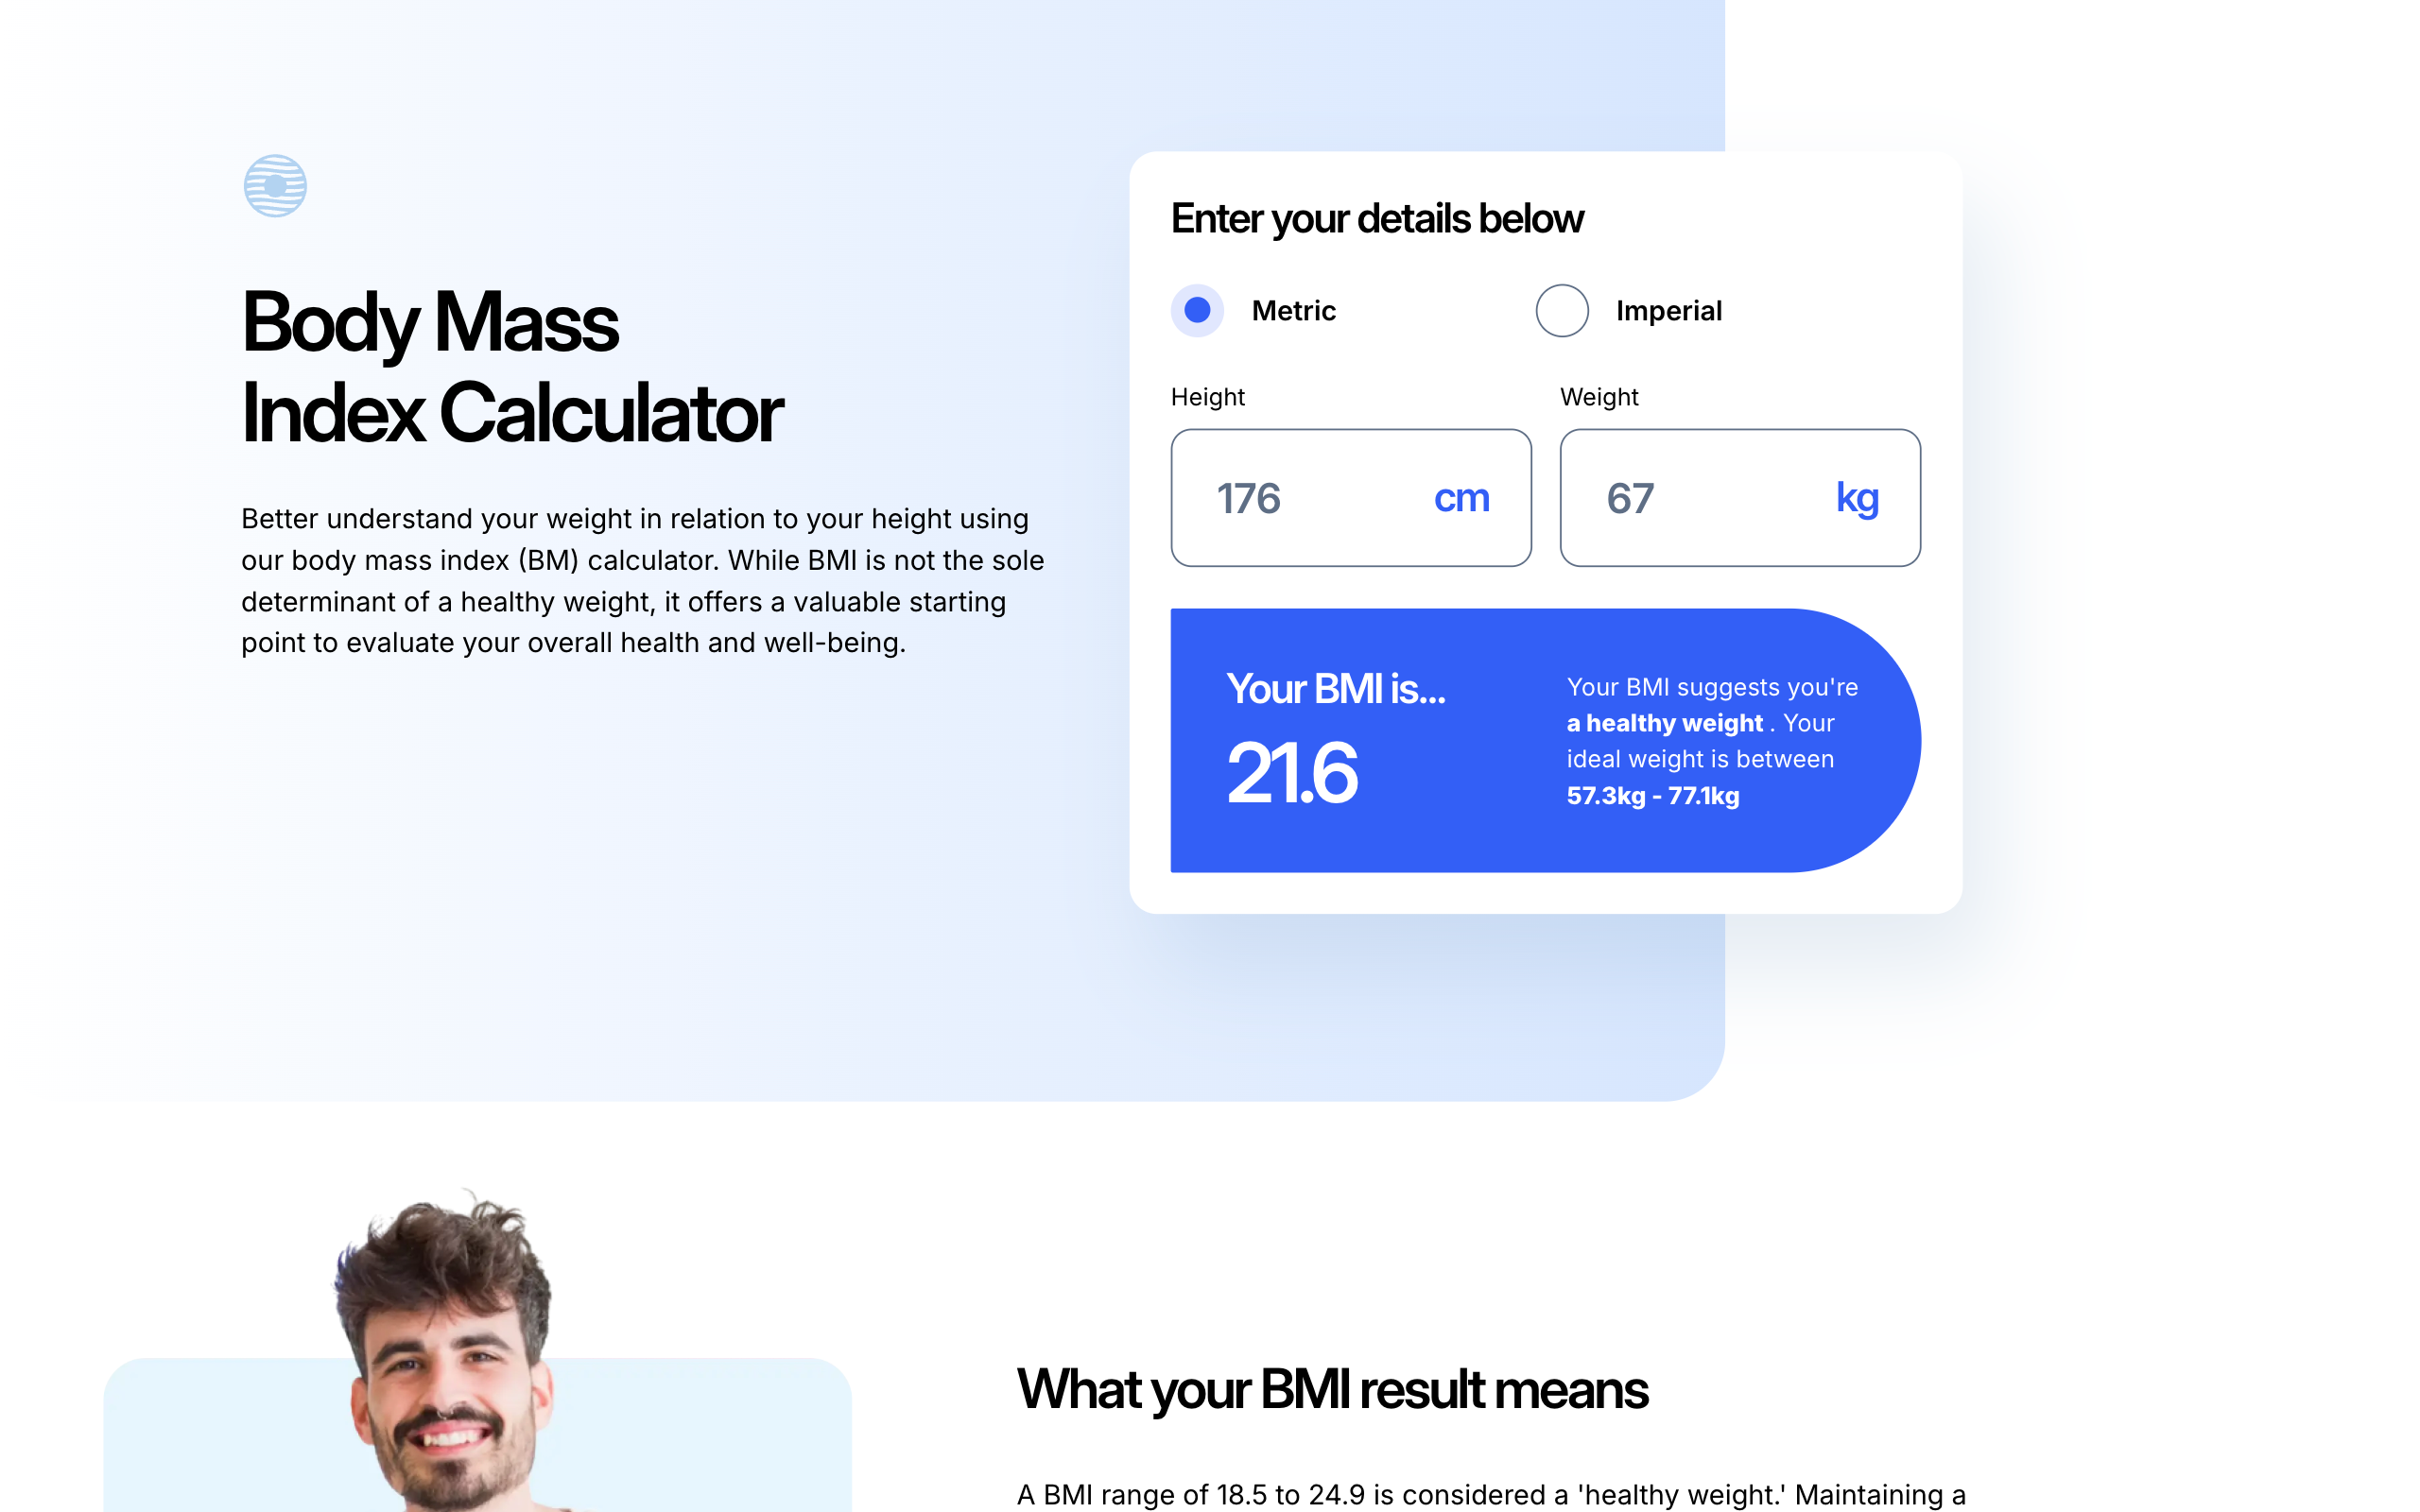 Body Mass
Index Calculator
Better understand your weight in relation to your height using
our body mass index (BM) calculator. While BMI is not the sole
determinant of a healthy weight, it offers a valuable starting
point to evaluate your overall health and well-being.
Enter your details below
Metric
Imperial
Height
Weight
176 cm
67 kg
Your BMI is...
21.6
Your BMI suggests you're
a healthy weight . Your
ideal weight is between
57.3kg - 77.1kg
What your BMI result means
A BMI range of 18.5 to 24.9 is considered a 'healthy weight.' Maintaining a